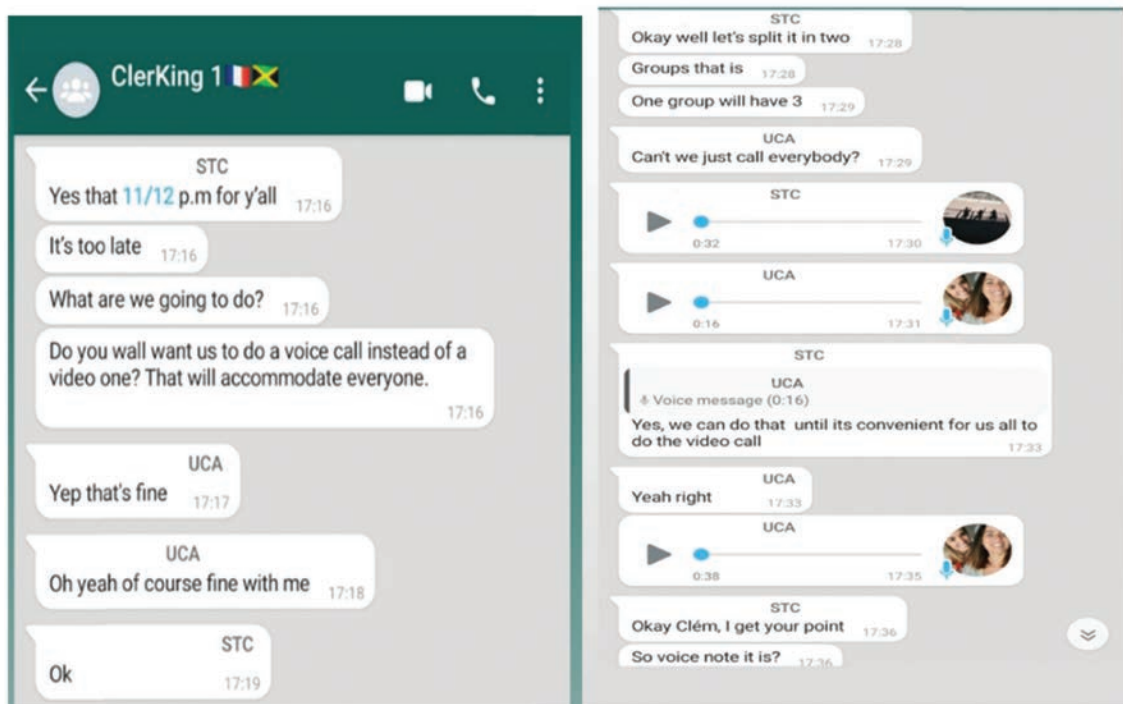 ClerKing 1🇫🇷🇯🇲
STC
Yes that 11/12 p.m for y'all 17:16
It's too late 17:16
What are we going to do? 17:16
Do you wall want us to do a voice call instead of a
video one? That will accommodate everyone.
17:16
UCA
Yep that's fine 17:17
UCA
Oh yeah of course fine with me 17:18
STC
Ok 17:19
STC
Okay well let's split it in two 17:28
Groups that is 17:28
One group will have 3 17:29
UCA
Can't we just call everybody? 17:29
STC
0:32 17:30
UCA
0:16 17:31
STC
UCA
Voice message (0:16)
Yes, we can do that until its convenient for us all to
do the video call 17:33
UCA
Yeah right 17:33
UCA
0:38 17:35
STC
Okay Clém, I get your point 17:36
So voice note it is? 17:36